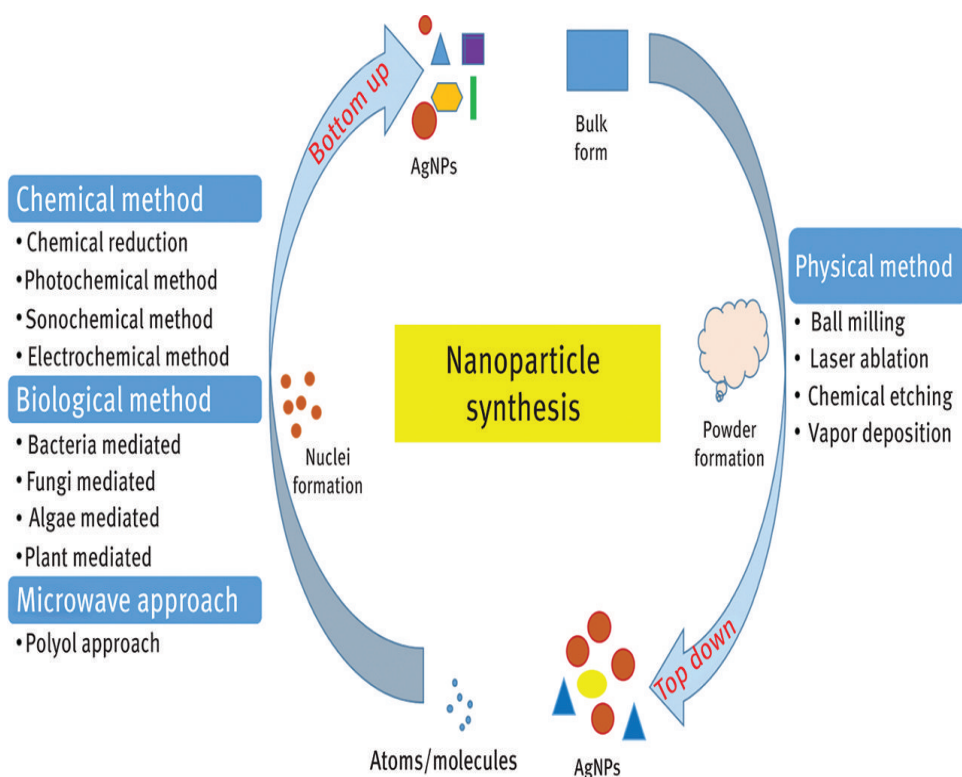 Bottom up
AgNPs
Bulk
form
Chemical method
• Chemical reduction
• Photochemical method
• Sonochemical method
• Electrochemical method
Biological method
• Bacteria mediated
• Fungi mediated
• Algae mediated
• Plant mediated
Microwave approach
• Polyol approach
Nuclei
formation
Nanoparticle
synthesis
Powder
formation
Physical method
• Ball milling
• Laser ablation
• Chemical etching
• Vapor deposition
Top down
Atoms/molecules
AgNPs